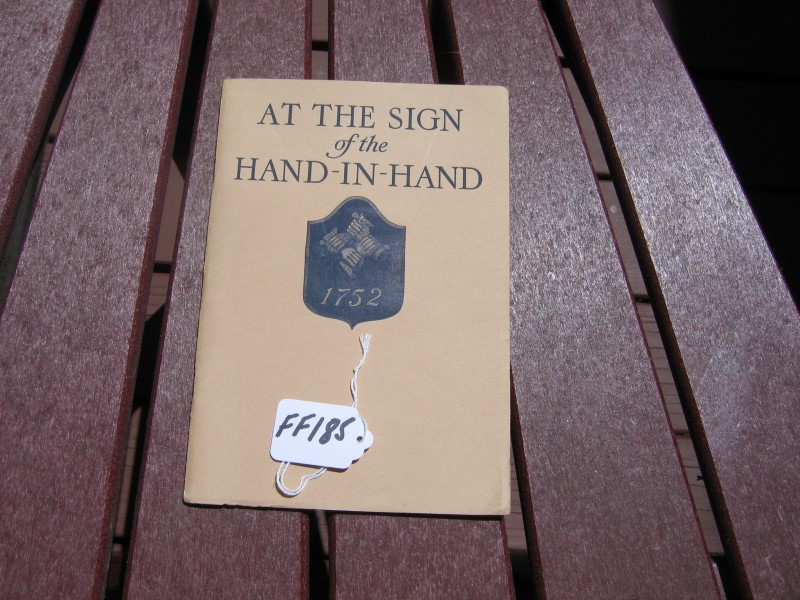 AT THE SIGN
of the
HAND-IN-HAND
1752
FF185